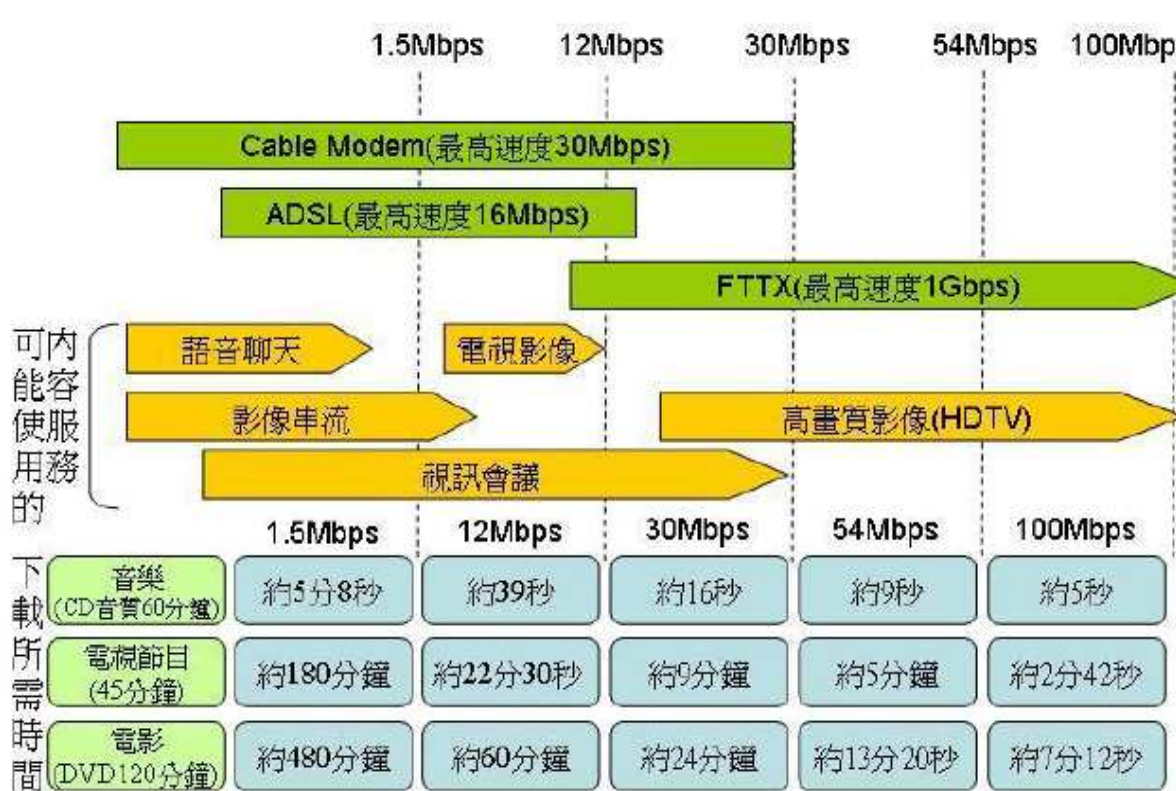 1.5Mbps 12Mbps 30Mbps 54Mbps 100Mbp
Cable Modem(最高速度30Mbps)
ADSL(最高速度16Mbps)
FTTX(最高速度1Gbps)
可能使用的
內容服務
語音聊天 電視影像
影像串流 高畫質影像(HDTV)
視訊會議
1.5Mbps 12Mbps 30Mbps 54Mbps 100Mbps
下載所需時間
音樂
(CD音質60分鐘)
約5分8秒 約39秒 約16秒 約9秒 約5秒
電視節目
(45分鐘)
約180分鐘 約22分30秒 約9分鐘 約5分鐘 約2分42秒
電影
(DVD120分鐘)
約480分鐘 約60分鐘 約24分鐘 約13分20秒 約7分12秒